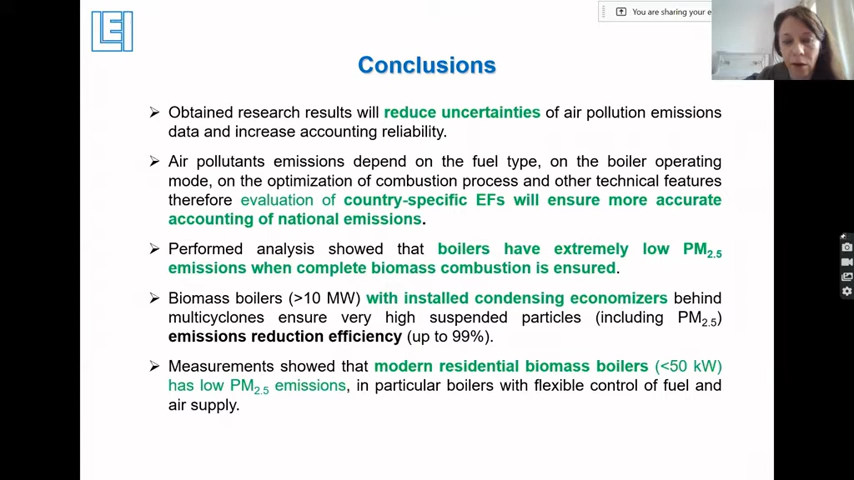 LEI
You are sharing your e
Conclusions
➢ Obtained research results will reduce uncertainties of air pollution emissions
data and increase accounting reliability.
➢ Air pollutants emissions depend on the fuel type, on the boiler operating
mode, on the optimization of combustion process and other technical features
therefore evaluation of country-specific EFs will ensure more accurate
accounting of national emissions.
➢ Performed analysis showed that boilers have extremely low PM2.5
emissions when complete biomass combustion is ensured.
➢ Biomass boilers (>10 MW) with installed condensing economizers behind
multicyclones ensure very high suspended particles (including PM2.5)
emissions reduction efficiency (up to 99%).
➢ Measurements showed that modern residential biomass boilers (<50 kW)
has low PM2.5 emissions, in particular boilers with flexible control of fuel and
air supply.